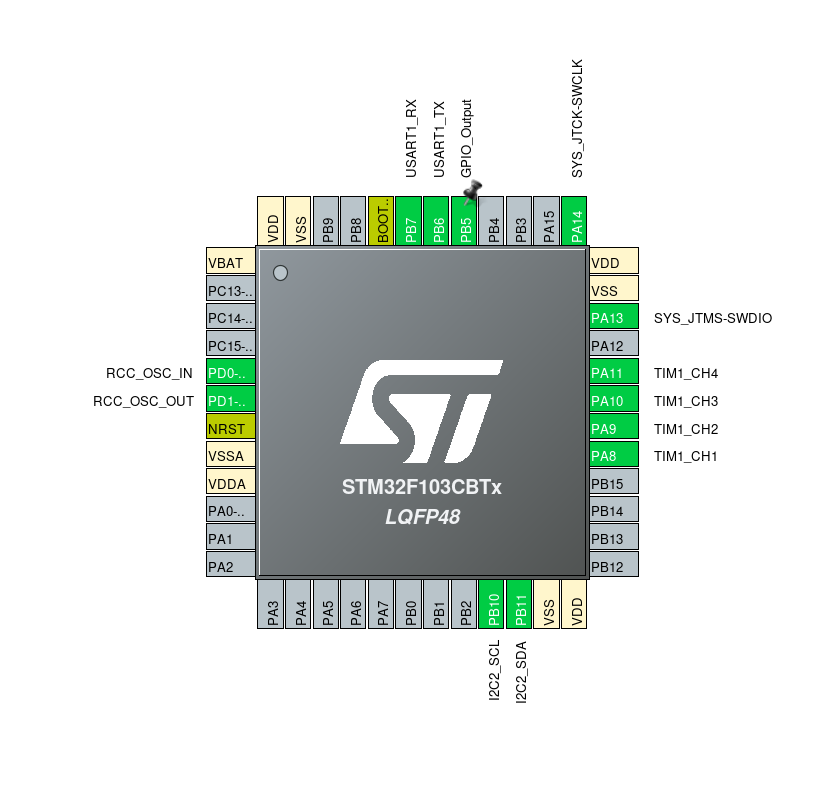 USART1_RX
USART1_TX
GPIO_Output
SYS_JTCK-SWCLK
VDD
VSS
PB9
PB8
BOOT..
PB7
PB6
PB5
PB4
PB3
PA15
PA14
VBAT
PC13-..
PC14-..
PC15-..
RCC_OSC_IN PD0-..
RCC_OSC_OUT PD1-..
NRST
VSSA
VDDA
PA0-..
PA1
PA2
VDD
VSS
PA13 SYS_JTMS-SWDIO
PA12
PA11 TIM1_CH4
PA10 TIM1_CH3
PA9 TIM1_CH2
PA8 TIM1_CH1
PB15
PB14
PB13
PB12
ST
STM32F103CBTx
LQFP48
PA3
PA4
PA5
PA6
PA7
PB0
PB1
PB2
PB10
PB11
VSS
VDD
I2C2_SCL
I2C2_SDA